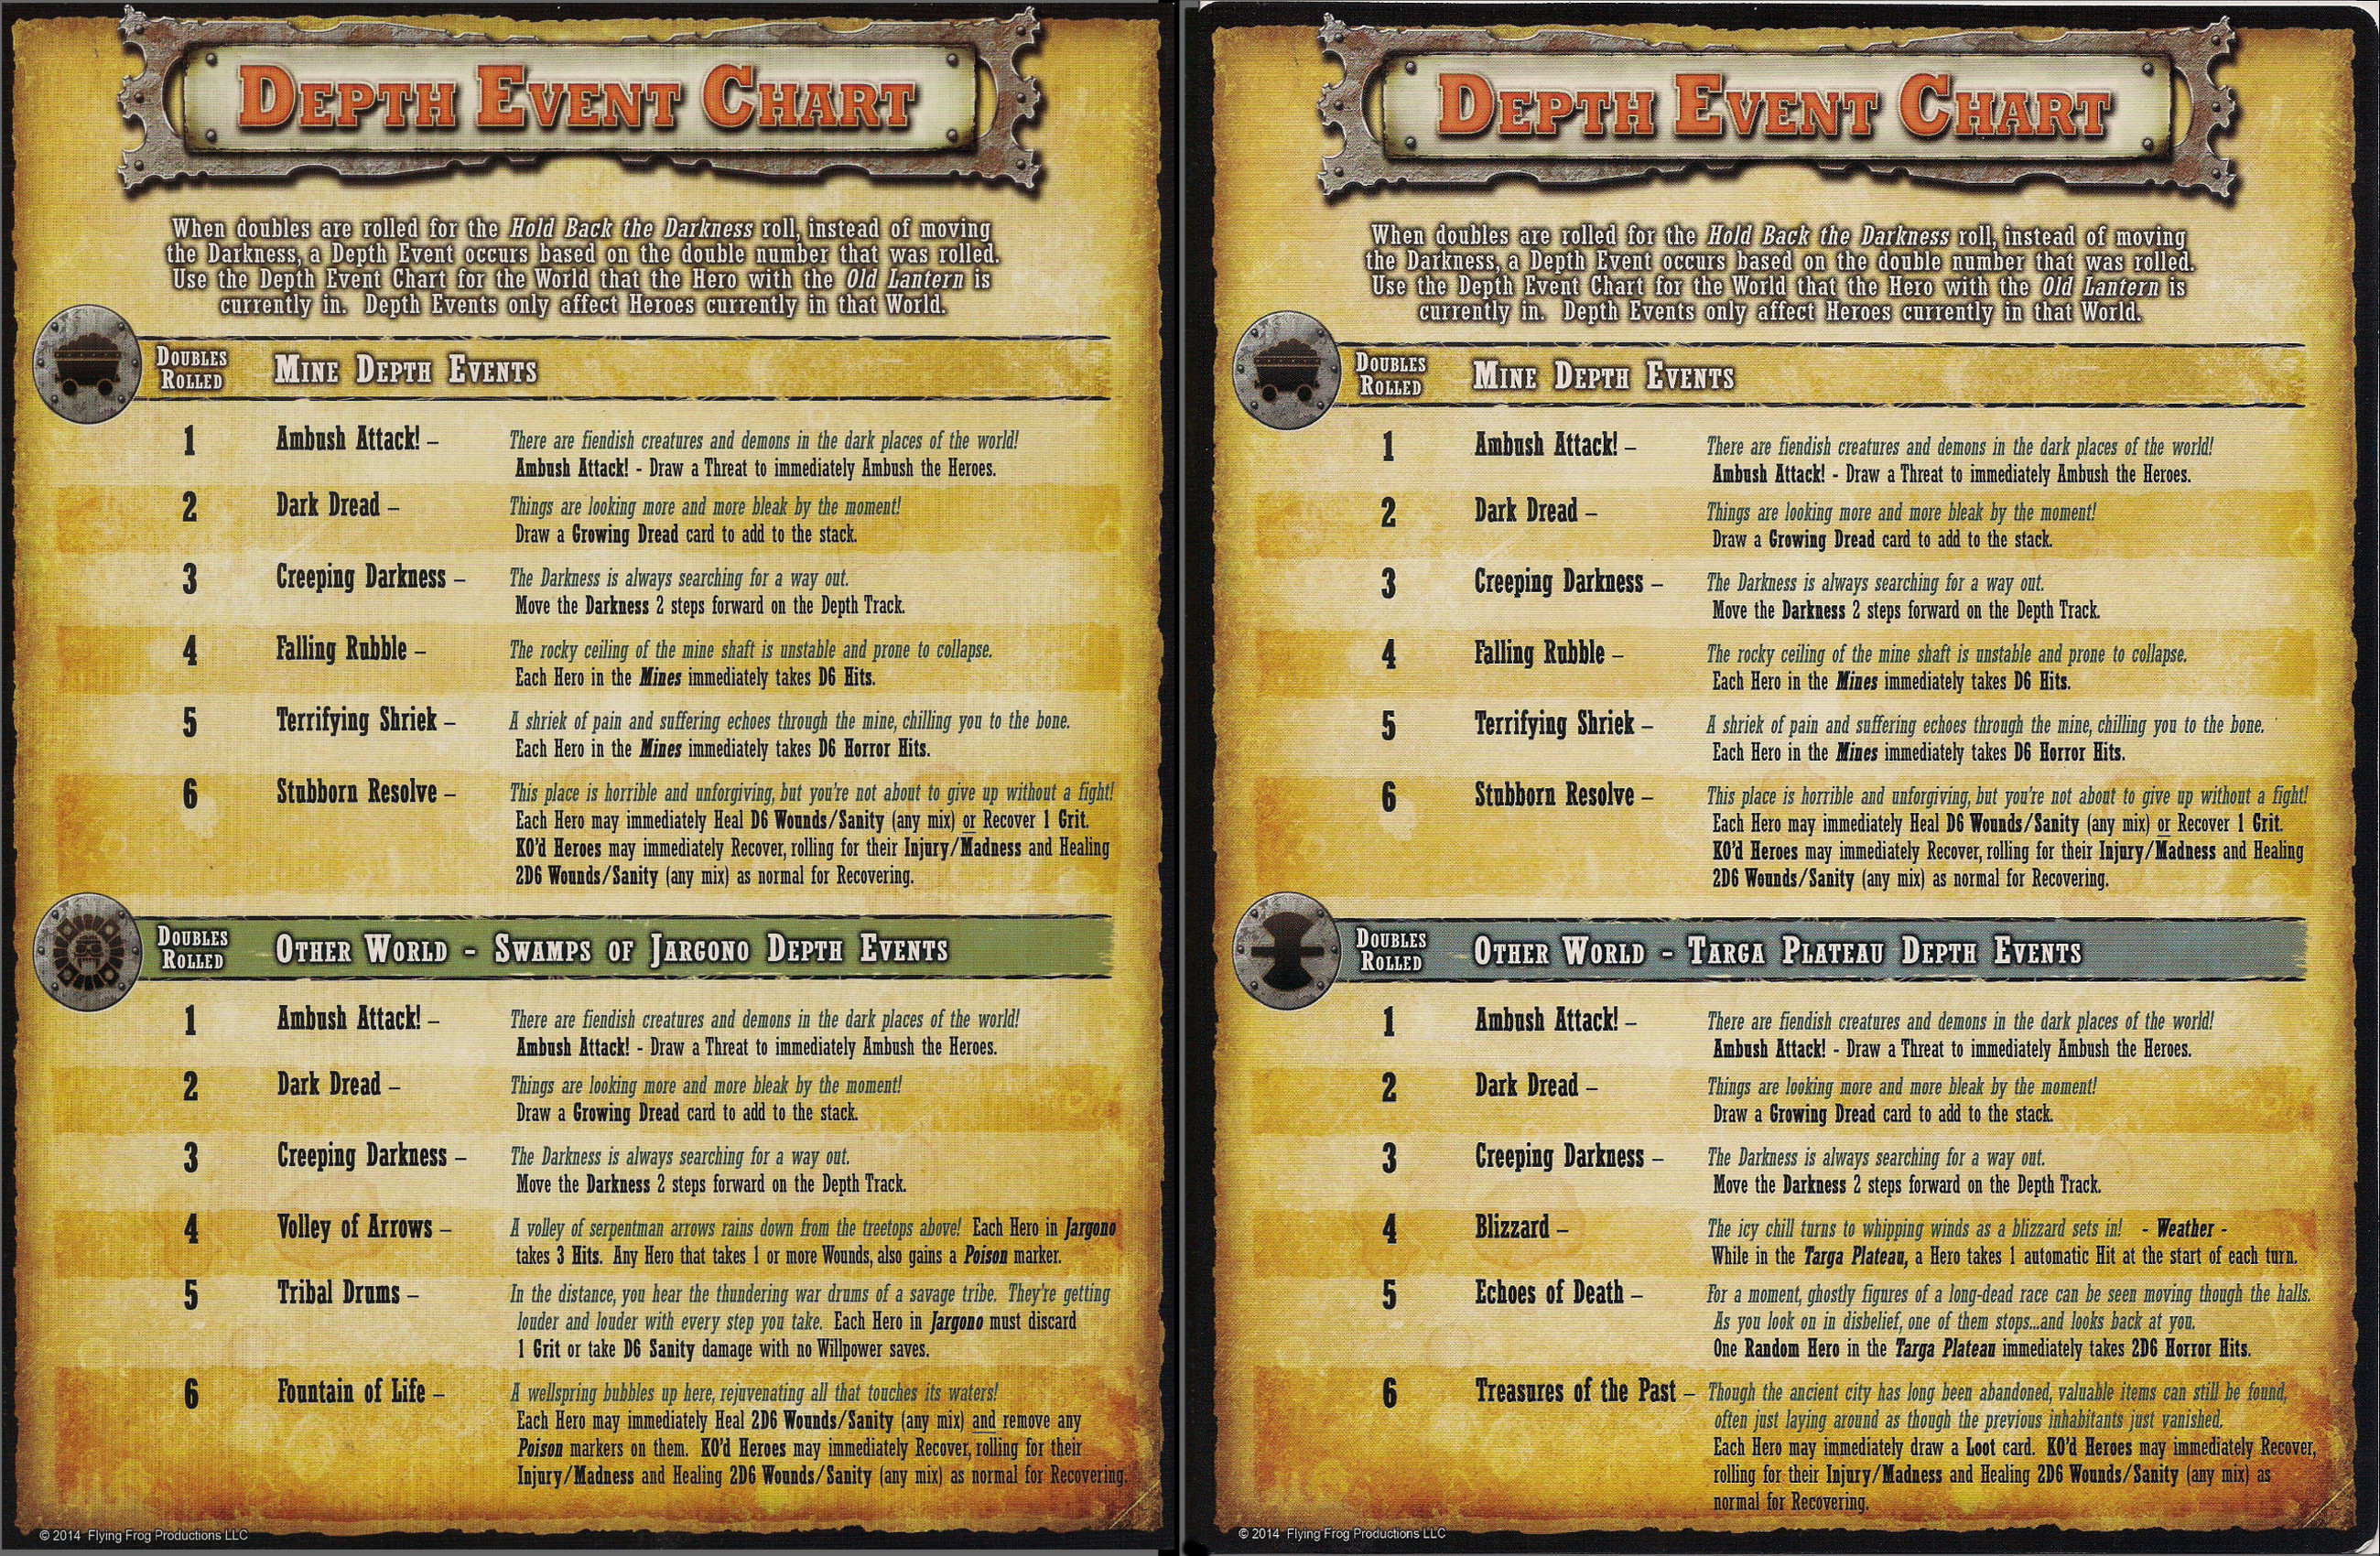 DEPTH EVENT CHART
When doubles are rolled for the Hold Back the Darkness roll, instead of moving
the Darkness, a Depth Event occurs based on the double number that was rolled.
Use the Depth Event Chart for the World that the Hero with the Old Lantern is
currently in. Depth Events only affect Heroes currently in that World.
DOUBLES ROLLED MINE DEPTH EVENTS
1 Ambush Attack! – There are fiendish creatures and demons in the dark places of the world!
Ambush Attack! - Draw a Threat to immediately Ambush the Heroes.
2 Dark Dread – Things are looking more and more bleak by the moment!
Draw a Growing Dread card to add to the stack.
3 Creeping Darkness – The Darkness is always searching for a way out.
Move the Darkness 2 steps forward on the Depth Track.
4 Falling Rubble – The rocky ceiling of the mine shaft is unstable and prone to collapse.
Each Hero in the Mines immediately takes D6 Hits.
5 Terrifying Shriek – A shriek of pain and suffering echoes through the mine, chilling you to the bone.
Each Hero in the Mines immediately takes D6 Horror Hits.
6 Stubborn Resolve – This place is horrible and unforgiving, but you're not about to give up without a fight!
Each Hero may immediately Heal D6 Wounds/Sanity (any mix) or Recover 1 Grit.
KO'd Heroes may immediately Recover, rolling for their Injury/Madness and Healing
2D6 Wounds/Sanity (any mix) as normal for Recovering.
DOUBLES ROLLED OTHER WORLD - SWAMPS OF JARGONO DEPTH EVENTS
1 Ambush Attack! – There are fiendish creatures and demons in the dark places of the world!
Ambush Attack! - Draw a Threat to immediately Ambush the Heroes.
2 Dark Dread – Things are looking more and more bleak by the moment!
Draw a Growing Dread card to add to the stack.
3 Creeping Darkness – The Darkness is always searching for a way out.
Move the Darkness 2 steps forward on the Depth Track.
4 Volley of Arrows – A volley of serpentman arrows rains down from the treetops above! Each Hero in Jargono
takes 3 Hits. Any Hero that takes 1 or more Wounds, also gains a Poison marker.
5 Tribal Drums – In the distance, you hear the thundering war drums of a savage tribe. They're getting
louder and louder with every step you take. Each Hero in Jargono must discard
1 Grit or take D6 Sanity damage with no Willpower saves.
6 Fountain of Life – A wellspring bubbles up here, rejuvenating all that touches its waters!
Each Hero may immediately Heal 2D6 Wounds/Sanity (any mix) and remove any
Poison markers on them. KO'd Heroes may immediately Recover, rolling for their
Injury/Madness and Healing 2D6 Wounds/Sanity (any mix) as normal for Recovering.
© 2014 Flying Frog Productions LLC
DEPTH EVENT CHART
When doubles are rolled for the Hold Back the Darkness roll, instead of moving
the Darkness, a Depth Event occurs based on the double number that was rolled.
Use the Depth Event Chart for the World that the Hero with the Old Lantern is
currently in. Depth Events only affect Heroes currently in that World.
DOUBLES ROLLED MINE DEPTH EVENTS
1 Ambush Attack! – There are fiendish creatures and demons in the dark places of the world!
Ambush Attack! - Draw a Threat to immediately Ambush the Heroes.
2 Dark Dread – Things are looking more and more bleak by the moment!
Draw a Growing Dread card to add to the stack.
3 Creeping Darkness – The Darkness is always searching for a way out.
Move the Darkness 2 steps forward on the Depth Track.
4 Falling Rubble – The rocky ceiling of the mine shaft is unstable and prone to collapse.
Each Hero in the Mines immediately takes D6 Hits.
5 Terrifying Shriek – A shriek of pain and suffering echoes through the mine, chilling you to the bone.
Each Hero in the Mines immediately takes D6 Horror Hits.
6 Stubborn Resolve – This place is horrible and unforgiving, but you're not about to give up without a fight!
Each Hero may immediately Heal D6 Wounds/Sanity (any mix) or Recover 1 Grit.
KO'd Heroes may immediately Recover, rolling for their Injury/Madness and Healing
2D6 Wounds/Sanity (any mix) as normal for Recovering.
DOUBLES ROLLED OTHER WORLD - TARGA PLATEAU DEPTH EVENTS
1 Ambush Attack! – There are fiendish creatures and demons in the dark places of the world!
Ambush Attack! - Draw a Threat to immediately Ambush the Heroes.
2 Dark Dread – Things are looking more and more bleak by the moment!
Draw a Growing Dread card to add to the stack.
3 Creeping Darkness – The Darkness is always searching for a way out.
Move the Darkness 2 steps forward on the Depth Track.
4 Blizzard – The icy chill turns to whipping winds as a blizzard sets in! - Weather -
While in the Targa Plateau, a Hero takes 1 automatic Hit at the start of each turn.
5 Echoes of Death – For a moment, ghostly figures of a long-dead race can be seen moving though the halls.
As you look on in disbelief, one of them stops...and looks back at you.
One Random Hero in the Targa Plateau immediately takes 2D6 Horror Hits.
6 Treasures of the Past – Though the ancient city has long been abandoned, valuable items can still be found,
often just laying around as though the previous inhabitants just vanished.
Each Hero may immediately draw a Loot card. KO'd Heroes may immediately Recover,
rolling for their Injury/Madness and Healing 2D6 Wounds/Sanity (any mix) as
normal for Recovering.
© 2014 Flying Frog Productions LLC